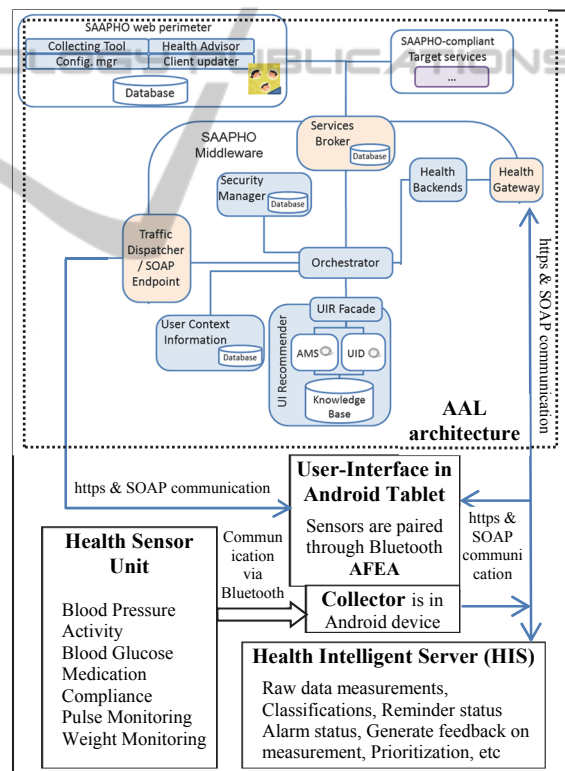 SAAPHO web perimeter
Collecting Tool
Health Advisor
Config. mgr
Client updater
Database
SAAPHO-compliant
Target services
...
OLOGY PUBLICATIONS
SAAPHO
Middleware
Services
Broker
Database
Security
Manager
Database
Health
Backends
Health
Gateway
Traffic
Dispatcher
/ SOAP
Endpoint
Orchestrator
User Context
Information
Database
UI Recommender
UIR Facade
AMS
UID
Knowledge
Base
https & SOAP communication
AAL
architecture
https & SOAP communication
User-Interface in
Android Tablet
Sensors are paired
through Bluetooth
AFEA
https &
SOAP
communi
cation
Health Sensor
Unit
Blood Pressure
Activity
Blood Glucose
Medication
Compliance
Pulse Monitoring
Weight Monitoring
Commun
ication
via
Bluetooth
Collector is in
Android device
Health Intelligent Server (HIS)
Raw data measurements,
Classifications, Reminder status
Alarm status, Generate feedback on
measurement, Prioritization, etc